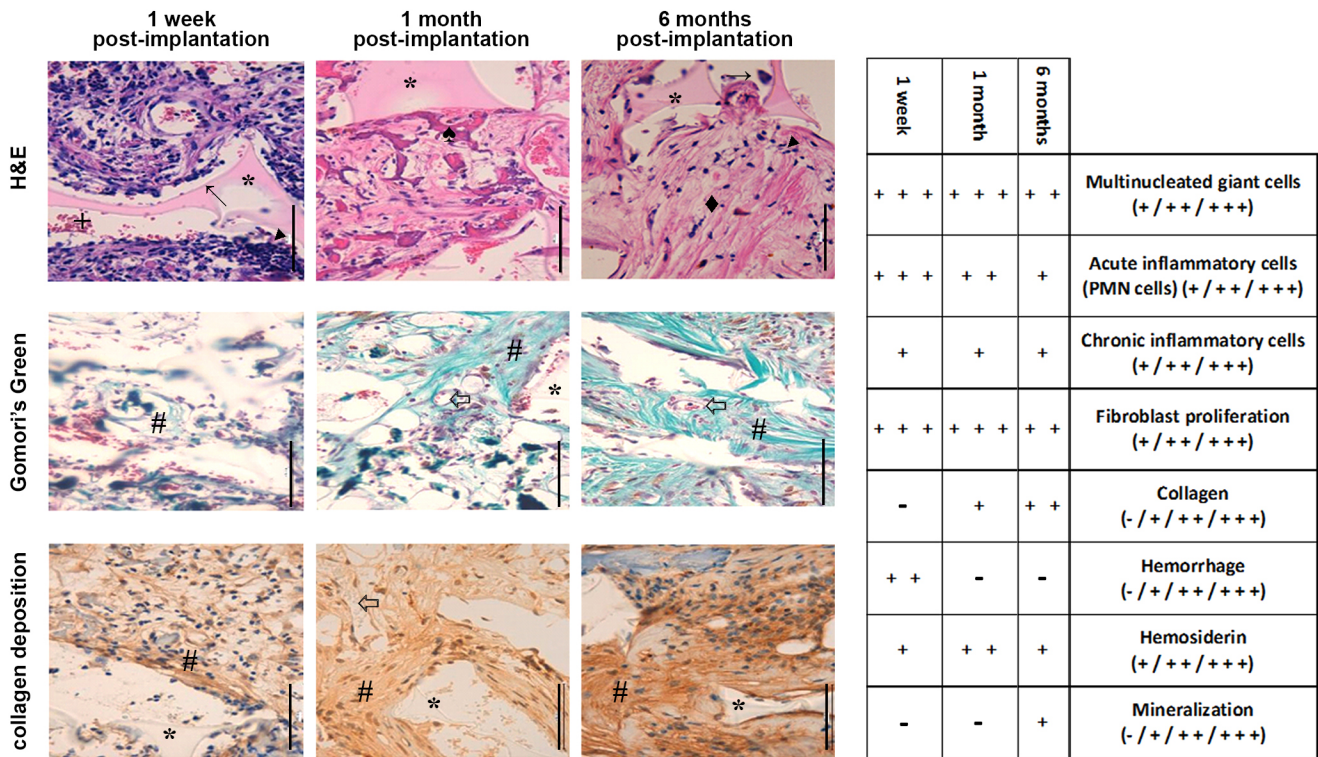 1 week
post-implantation
1 month
post-implantation
6 months
post-implantation
H&E
Gomori's Green
collagen deposition
*
+
*
♠
*
→
♦
#
#
*
#
#
*
#
*
#
*
1 week
1 month
6 months
+ + + + + + + + Multinucleated giant cells
(+ / + + / + + +)
+ + + + + + Acute inflammatory cells
(PMN cells) (+ / + + / + + +)
+ + + Chronic inflammatory cells
(+ / + + / + + +)
+ + + + + + + + Fibroblast proliferation
(+ / + + / + + +)
- + + + Collagen
(- / + / + + / + + +)
+ + - - Hemorrhage
(- / + / + + / + + +)
+ + + + Hemosiderin
(+ / + + / + + +)
- - + Mineralization
(- / + / + + / + + +)